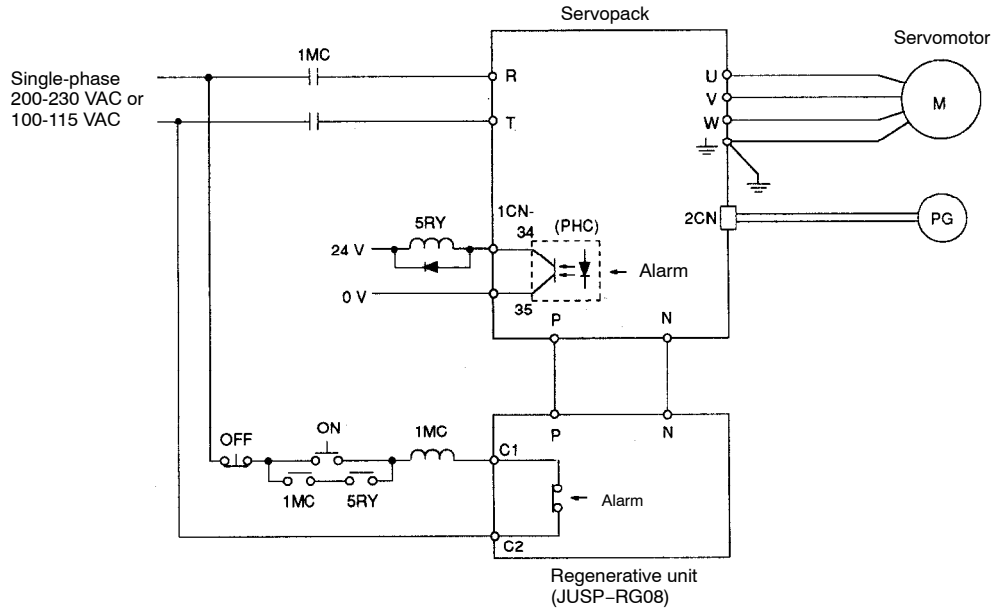 Servopack
Servomotor
1MC
Single-phase
200-230 VAC or
100-115 VAC
R
T
U
V
W
M
2CN
PG
1CN-
34
(PHC)
5RY
24 V
Alarm
0 V
35
P
N
P
N
OFF
ON
1MC
C1
1MC
5RY
Alarm
C2
Regenerative unit
(JUSP-RG08)